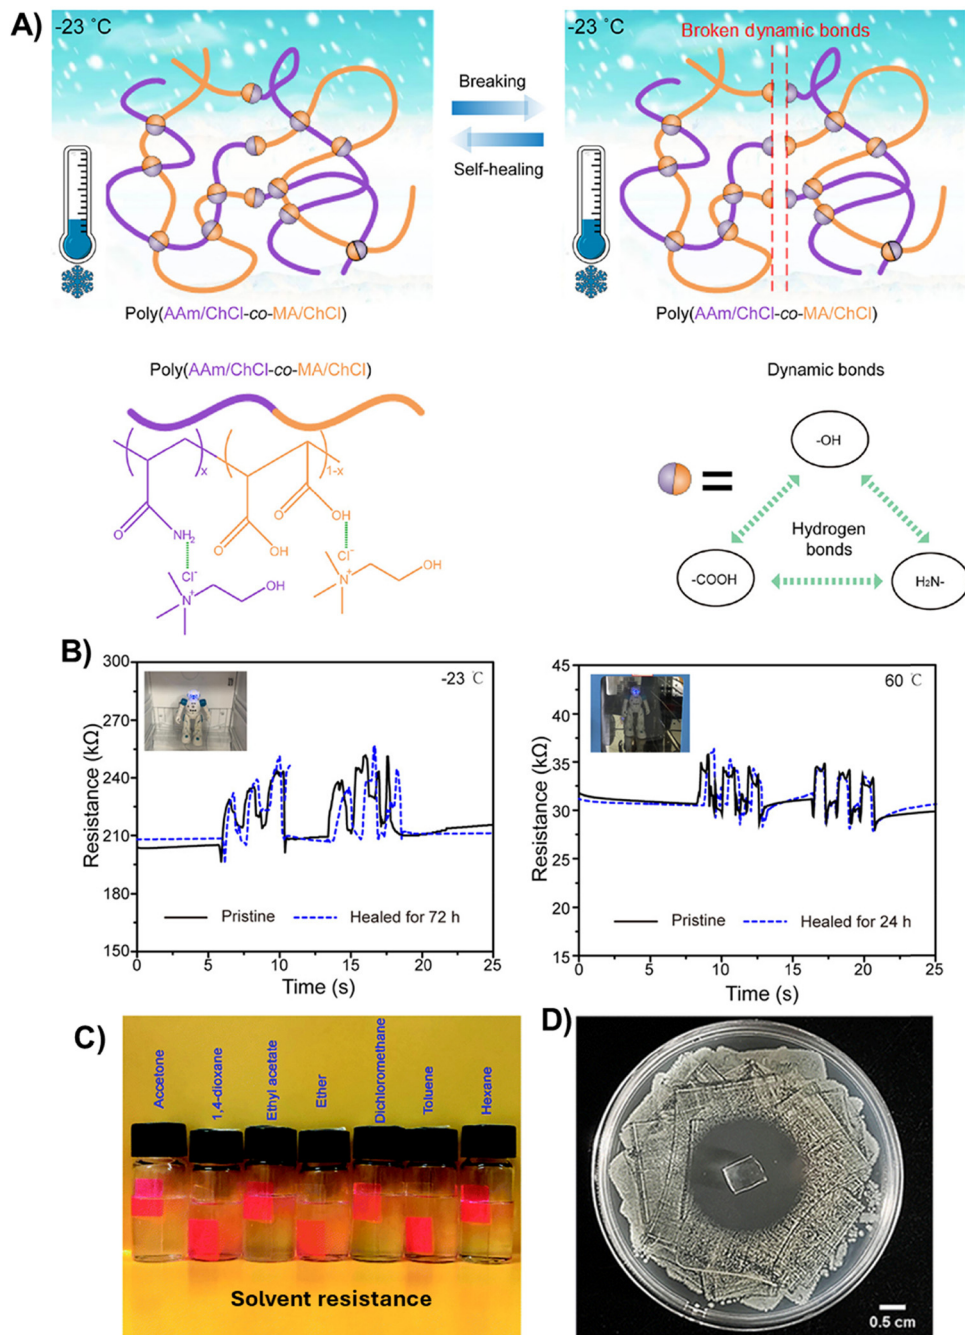 A)
-23 °C
Breaking
Self-healing
-23 °C
Broken dynamic bonds
Poly(AAm/ChCl-co-MA/ChCl)
Poly(AAm/ChCl-co-MA/ChCl)
Poly(AAm/ChCl-co-MA/ChCl)
x
1-x
O
NH₂
O
OH
O
OH
Cl⁻
N⁺
OH
Cl⁻
N⁺
OH
Dynamic bonds
=
-OH
Hydrogen
bonds
-COOH
H₂N-
B)
Resistance (kΩ)
300
270
240
210
180
150
-23 ℃
Pristine
Healed for 72 h
0 5 10 15 20 25
Time (s)
Resistance (kΩ)
45
40
35
30
25
20
15
60 ℃
Pristine
Healed for 24 h
0 5 10 15 20 25
Time (s)
C)
Accetone
1,4-dioxane
Ethyl acetate
Ether
Dichloromethane
Toluene
Hexane
Solvent resistance
D)
0.5 cm